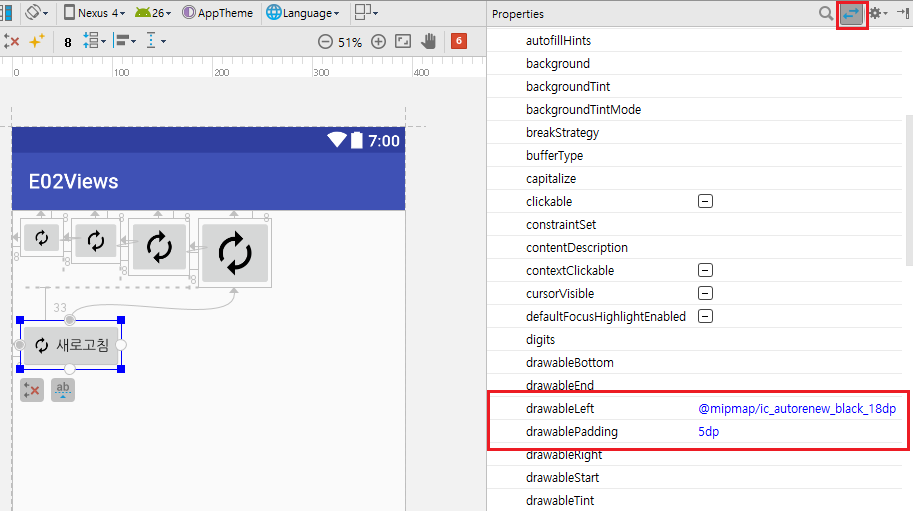 Nexus 4 26 AppTheme Language
8 51% 6
0 100 200 300 400
7:00
E02Views
33
새로고침
ab
Properties
autofillHints
background
backgroundTint
backgroundTintMode
breakStrategy
bufferType
capitalize
clickable
constraintSet
contentDescription
contextClickable
cursorVisible
defaultFocusHighlightEnabled
digits
drawableBottom
drawableEnd
drawableLeft @mipmap/ic_autorenew_black_18dp
drawablePadding 5dp
drawableRight
drawableStart
drawableTint